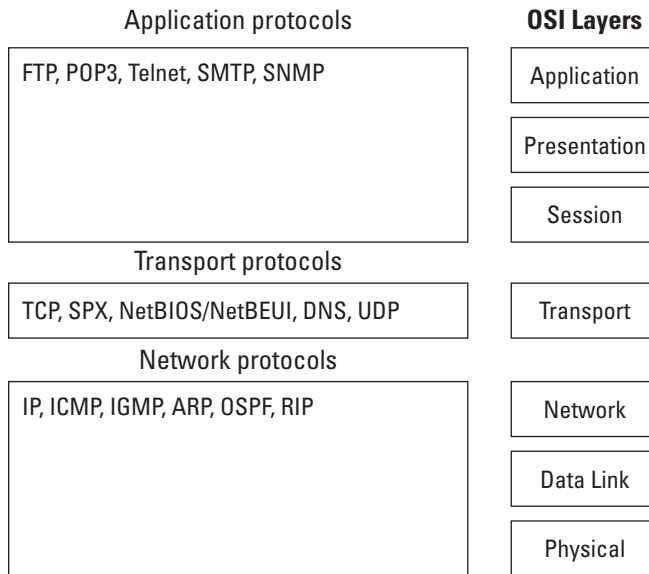 Application protocols
OSI Layers
FTP, POP3, Telnet, SMTP, SNMP
Application
Presentation
Session
Transport protocols
TCP, SPX, NetBIOS/NetBEUI, DNS, UDP
Transport
Network protocols
IP, ICMP, IGMP, ARP, OSPF, RIP
Network
Data Link
Physical